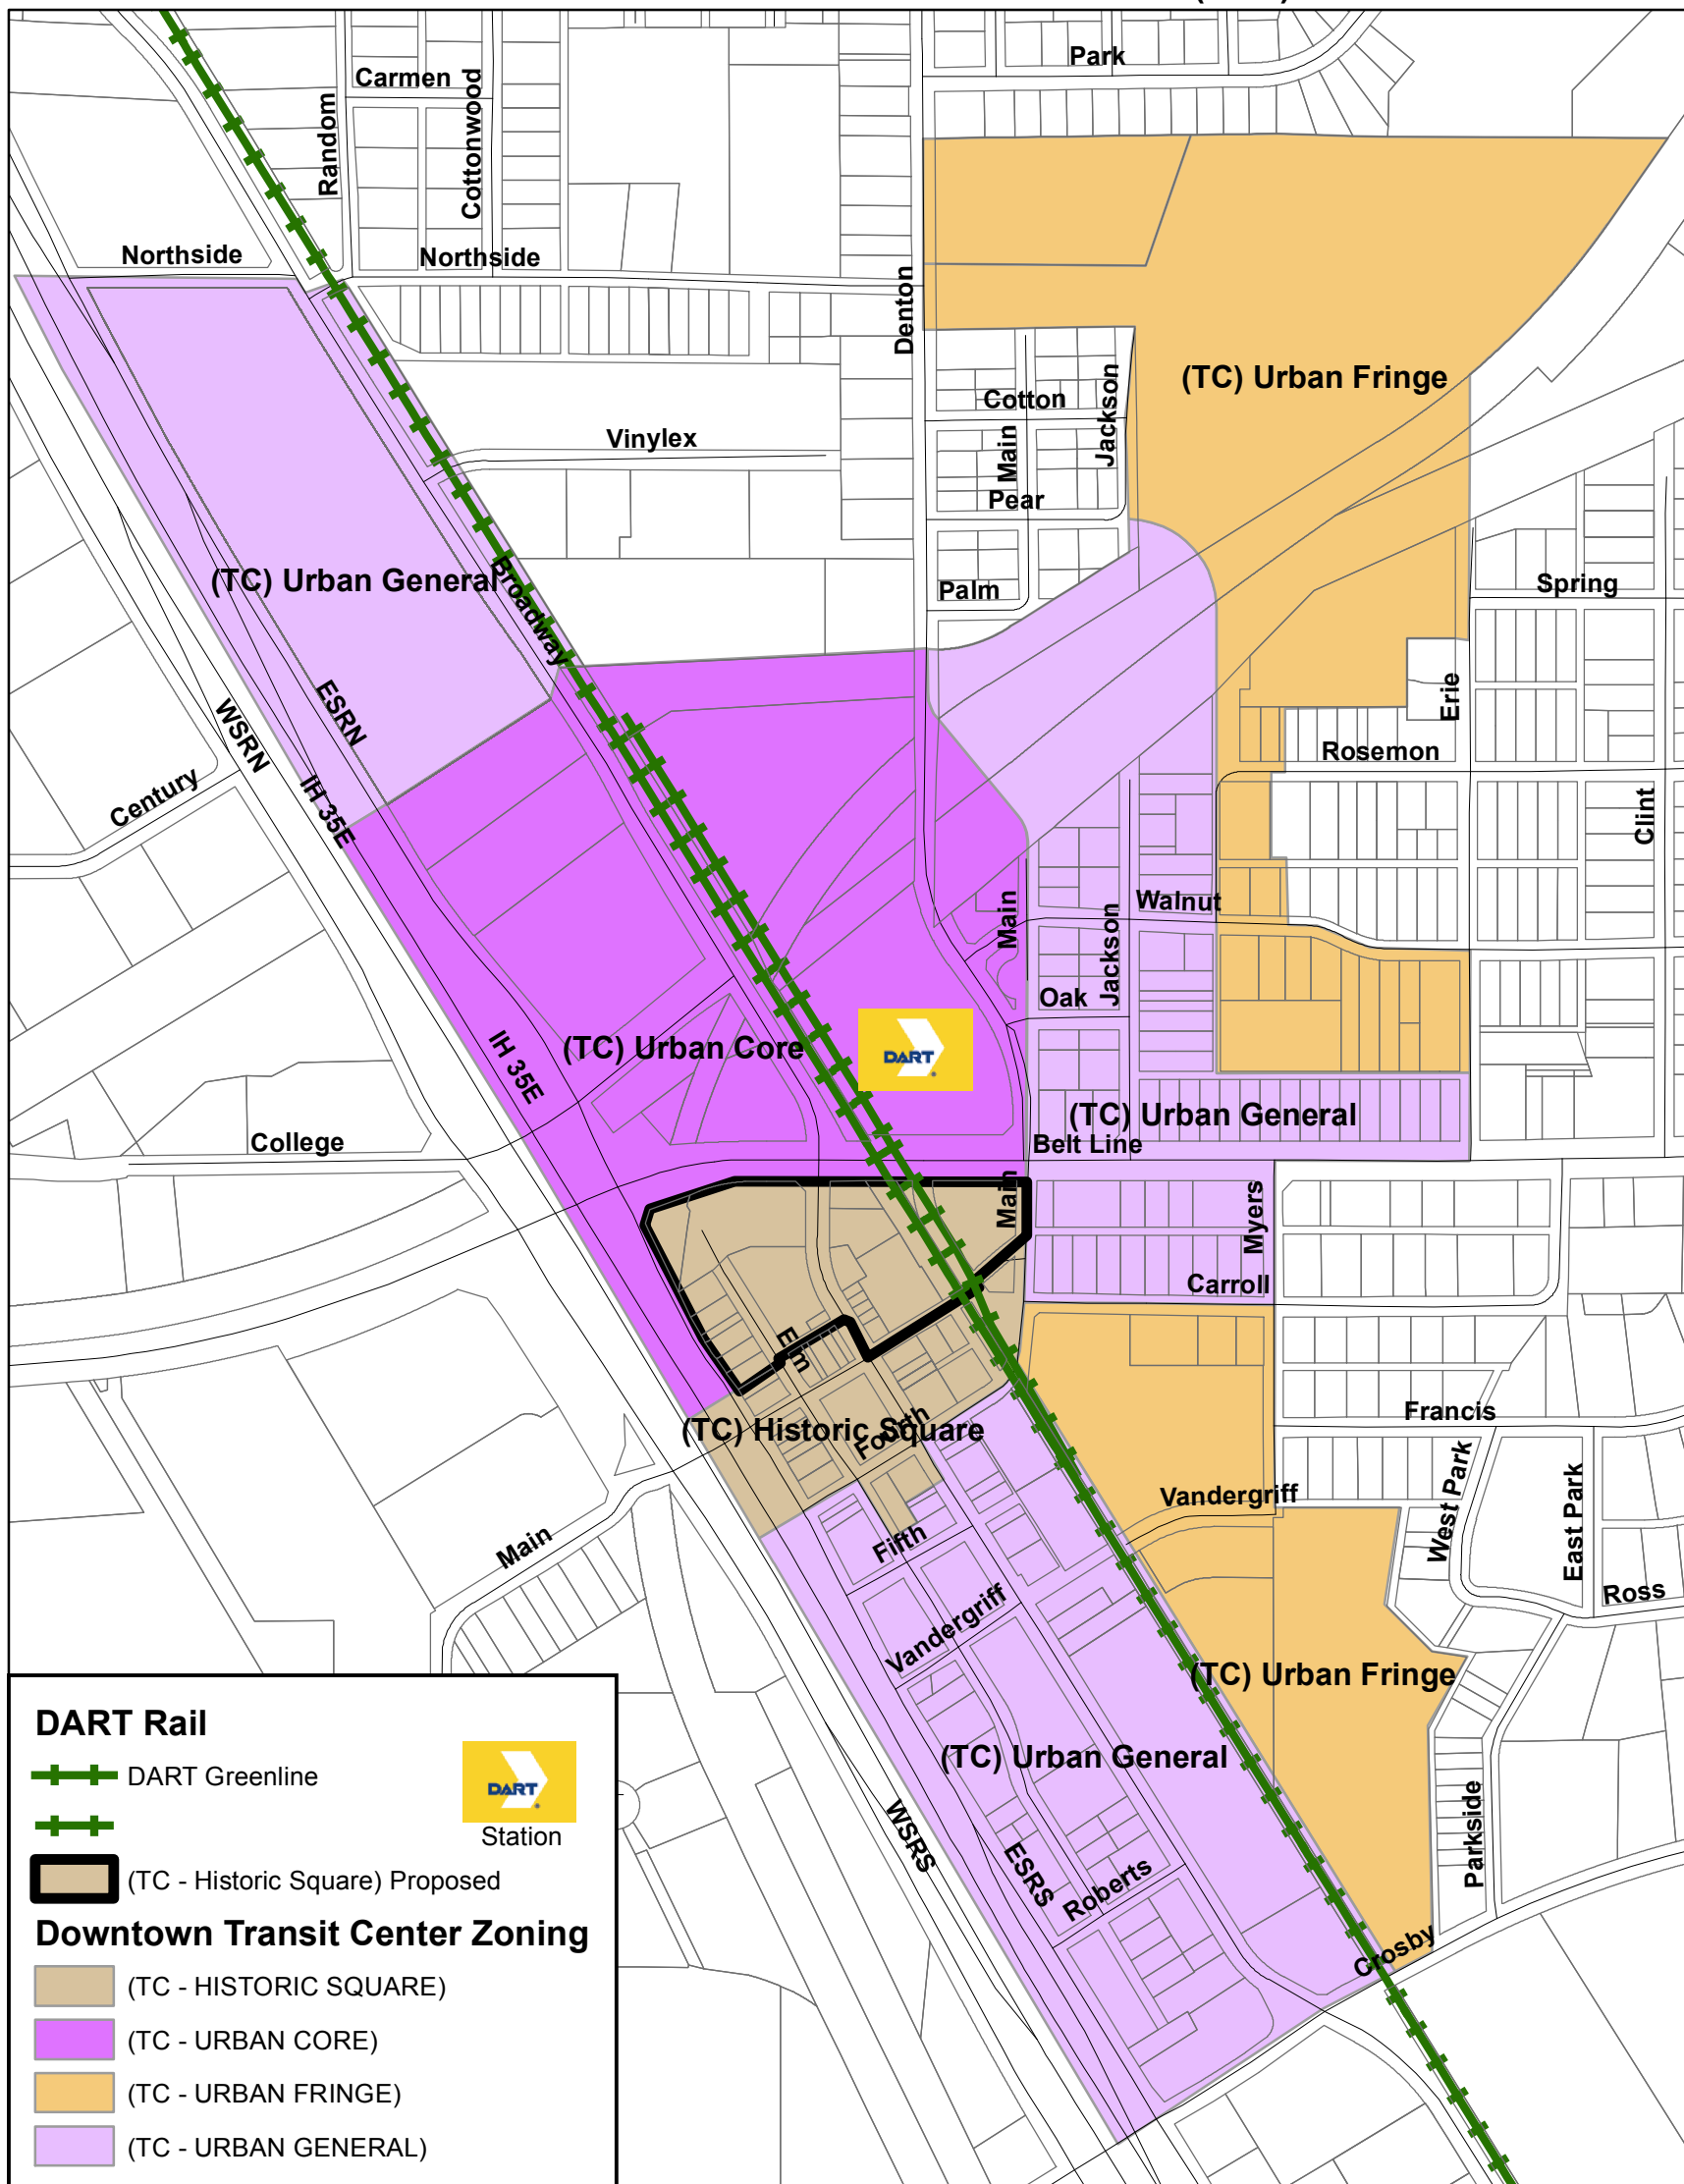 Park
Carmen
Cottonwood
Random
Northside
Northside
Denton
(TC) Urban Fringe
Cotton
Jackson
Main
Vinylex
Pear
(TC) Urban General
Broadway
Palm
Spring
Erie
ESRN
WSRN
Rosemon
Century
IH 35E
Clint
Walnut
Main
Jackson
Oak
(TC) Urban Core
DART
IH 35E
(TC) Urban General
College
Belt Line
Main
Myers
Carroll
Elm
Francis
(TC) Historic Square
Fourth
West Park
Vandergriff
East Park
Main
Fifth
Ross
Vandergriff
(TC) Urban Fringe
(TC) Urban General
Parkside
WSRS
ESRS
Roberts
Crosby
DART Rail
DART Greenline
DART
Station
(TC - Historic Square) Proposed
Downtown Transit Center Zoning
(TC - HISTORIC SQUARE)
(TC - URBAN CORE)
(TC - URBAN FRINGE)
(TC - URBAN GENERAL)